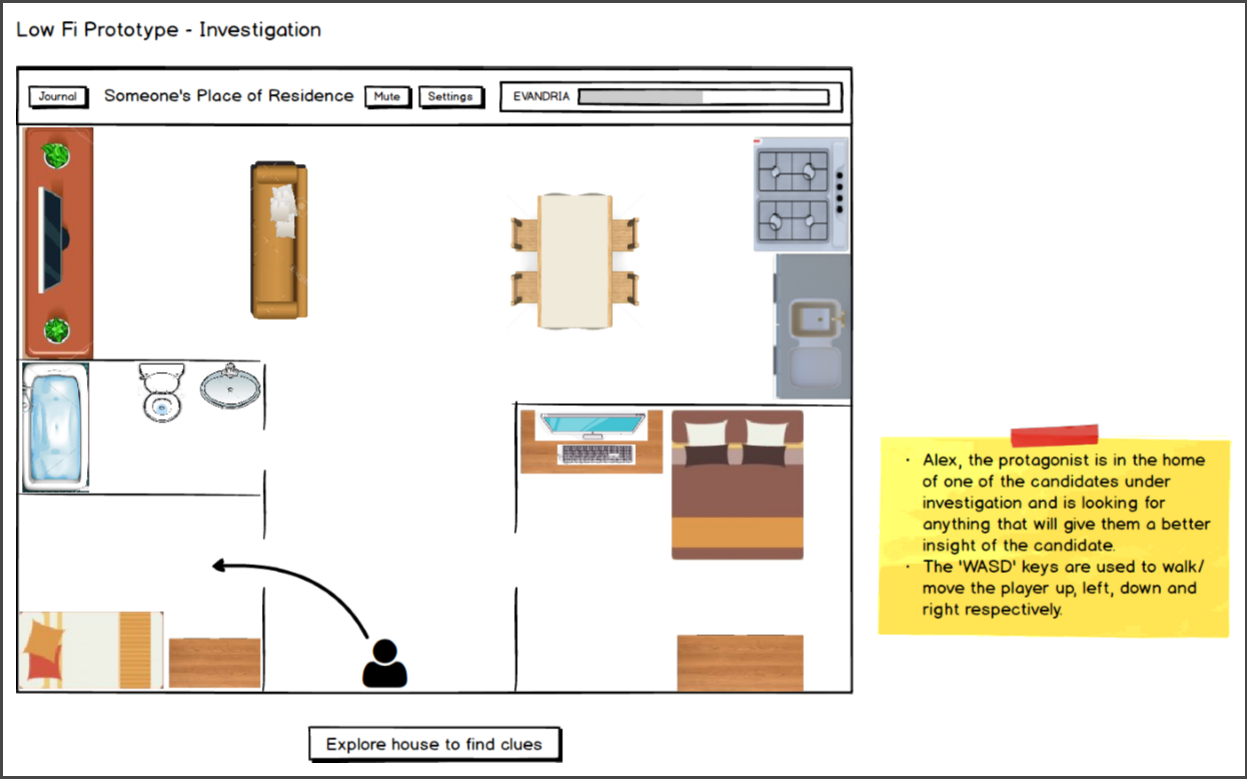 Low Fi Prototype - Investigation
Journal Someone's Place of Residence Mute Settings EVANDRIA
· Alex, the protagonist is in the home
of one of the candidates under
investigation and is looking for
anything that will give them a better
insight of the candidate.
· The 'WASD' keys are used to walk/
move the player up, left, down and
right respectively.
Explore house to find clues